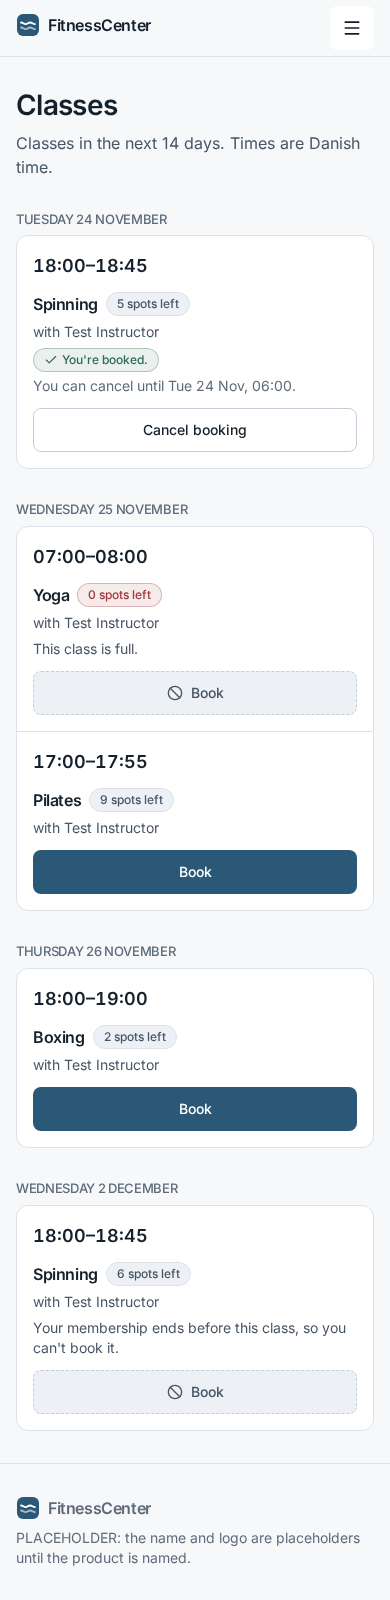 FitnessCenter
Classes
Classes in the next 14 days. Times are Danish
time.
TUESDAY 24 NOVEMBER
18:00–18:45
Spinning 5 spots left
with Test Instructor
You're booked.
You can cancel until Tue 24 Nov, 06:00.
Cancel booking
WEDNESDAY 25 NOVEMBER
07:00–08:00
Yoga 0 spots left
with Test Instructor
This class is full.
Book
17:00–17:55
Pilates 9 spots left
with Test Instructor
Book
THURSDAY 26 NOVEMBER
18:00–19:00
Boxing 2 spots left
with Test Instructor
Book
WEDNESDAY 2 DECEMBER
18:00–18:45
Spinning 6 spots left
with Test Instructor
Your membership ends before this class, so you
can't book it.
Book
FitnessCenter
PLACEHOLDER: the name and logo are placeholders
until the product is named.